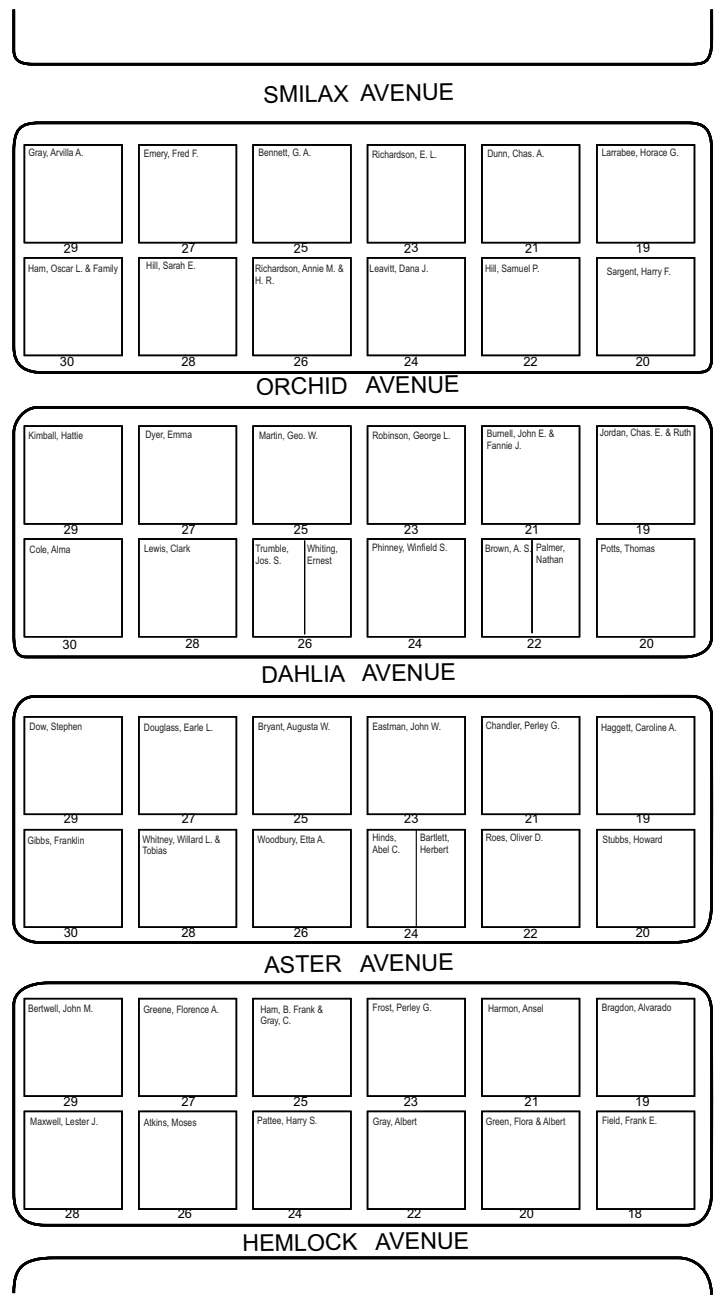 SMILAX AVENUE
Gray, Arvilla A.
Emery, Fred F.
Bennett, G. A.
Richardson, E. L.
Dunn, Chas. A.
Larrabee, Horace G.
29
27
25
23
21
19
Ham, Oscar L. & Family
Hill, Sarah E.
Richardson, Annie M. &
H. R.
Leavitt, Dana J.
Hill, Samuel P.
Sargent, Harry F.
30
28
26
24
22
20
ORCHID AVENUE
Kimball, Hattie
Dyer, Emma
Martin, Geo. W.
Robinson, George L.
Burnell, John E. &
Fannie J.
Jordan, Chas. E. & Ruth
29
27
25
23
21
19
Cole, Alma
Lewis, Clark
Trumble,
Jos. S.
Whiting,
Ernest
Phinney, Winfield S.
Brown, A. S.
Palmer,
Nathan
Potts, Thomas
30
28
26
24
22
20
DAHLIA AVENUE
Dow, Stephen
Douglass, Earle L.
Bryant, Augusta W.
Eastman, John W.
Chandler, Perley G.
Haggett, Caroline A.
29
27
25
23
21
19
Gibbs, Franklin
Whitney, Willard L. &
Tobias
Woodbury, Etta A.
Hinds,
Abel C.
Bartlett,
Herbert
Roes, Oliver D.
Stubbs, Howard
30
28
26
24
22
20
ASTER AVENUE
Bertwell, John M.
Greene, Florence A.
Ham, B. Frank &
Gray, C.
Frost, Perley G.
Harmon, Ansel
Bragdon, Alvarado
29
27
25
23
21
19
Maxwell, Lester J.
Atkins, Moses
Pattee, Harry S.
Gray, Albert
Green, Flora & Albert
Field, Frank E.
28
26
24
22
20
18
HEMLOCK AVENUE